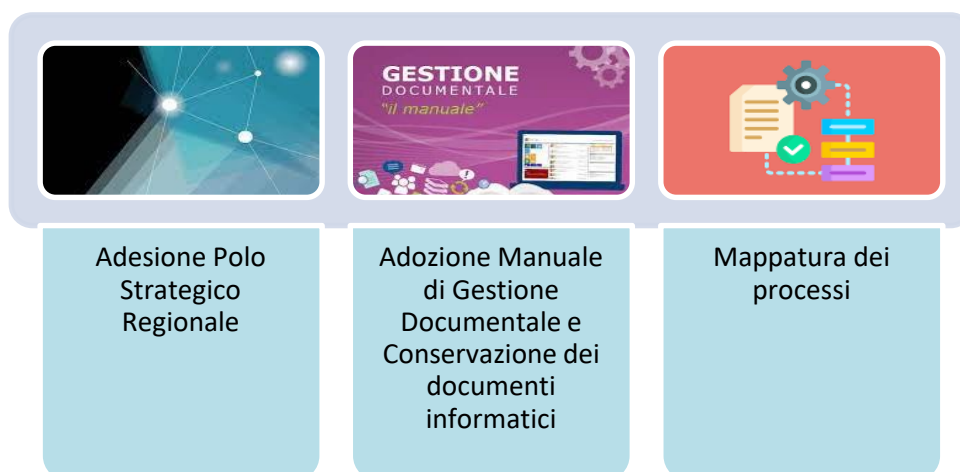 GESTIONE
DOCUMENTALE
"il manuale"
Adesione Polo
Strategico
Regionale
Adozione Manuale
di Gestione
Documentale e
Conservazione dei
documenti
informatici
Mappatura dei
processi